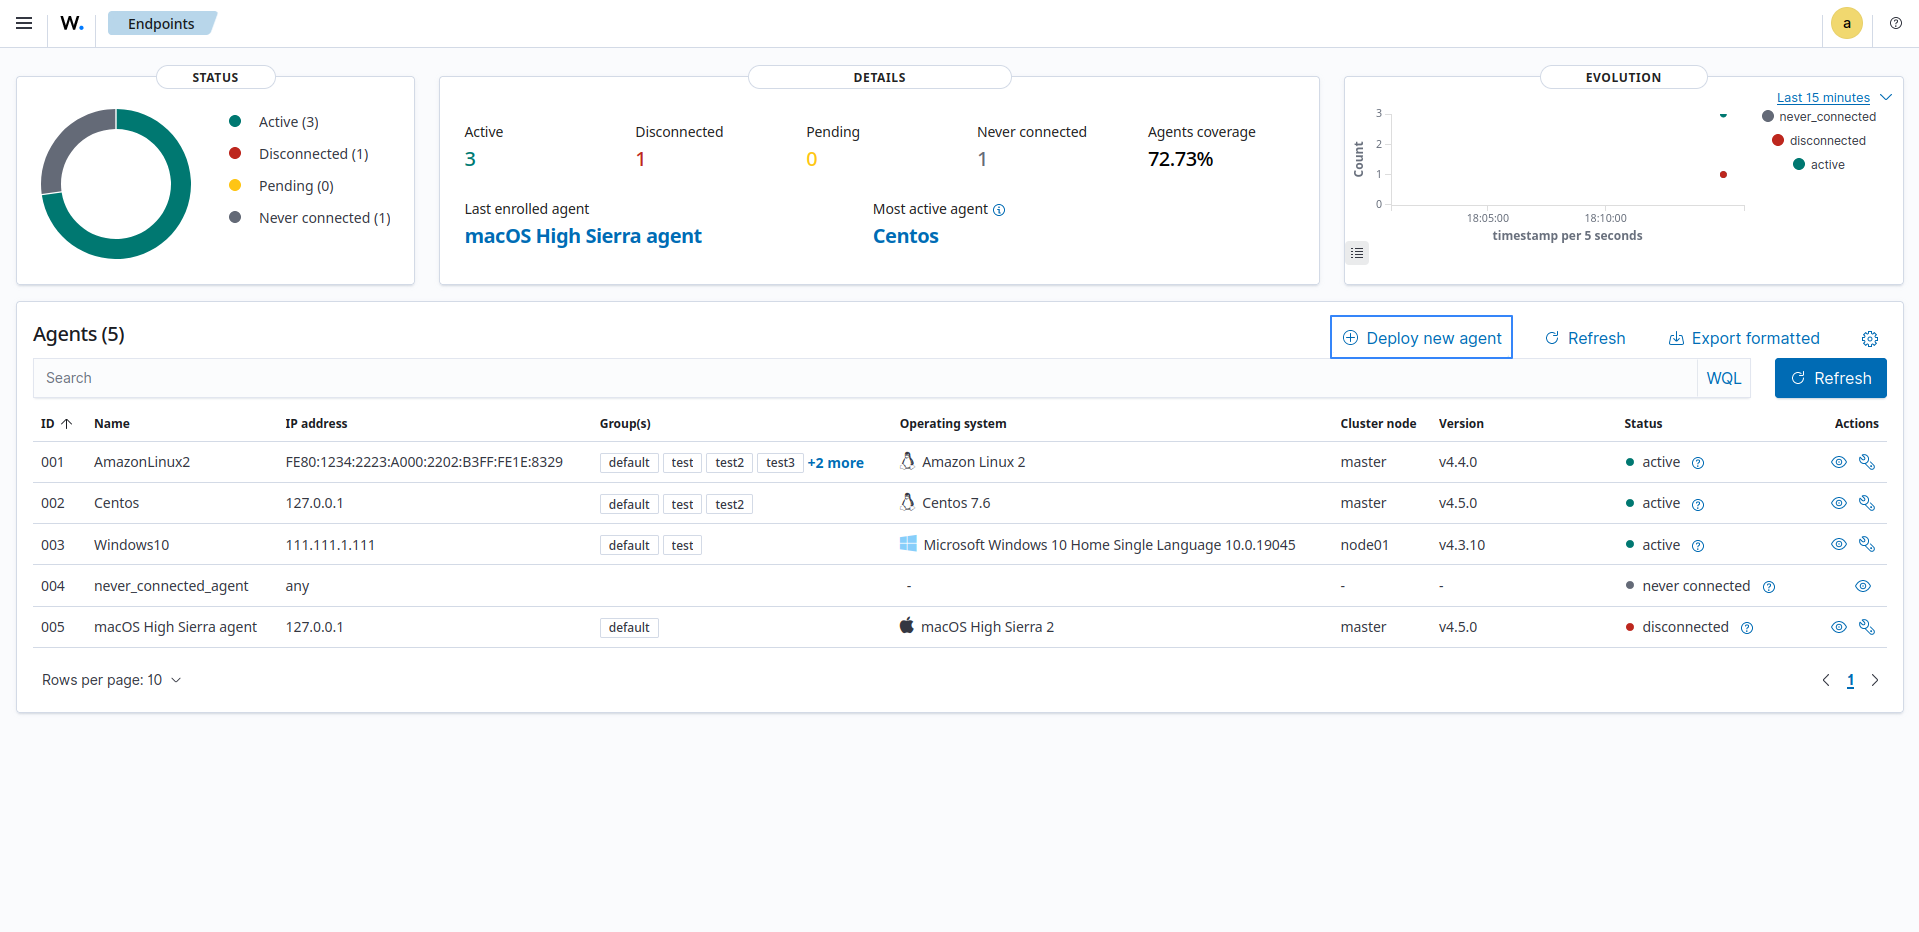 W. Endpoints a
STATUS
Active (3)
Disconnected (1)
Pending (0)
Never connected (1)
DETAILS
Active Disconnected Pending Never connected Agents coverage
3 1 0 1 72.73%
Last enrolled agent Most active agent
macOS High Sierra agent Centos
EVOLUTION
Last 15 minutes
never_connected
disconnected
active
Count
3
2
1
0
18:05:00 18:10:00
timestamp per 5 seconds
Agents (5) Deploy new agent Refresh Export formatted
Search WQL Refresh
ID Name IP address Group(s) Operating system Cluster node Version Status Actions
001 AmazonLinux2 FE80:1234:2223:A000:2202:B3FF:FE1E:8329 default test test2 test3 +2 more Amazon Linux 2 master v4.4.0 active
002 Centos 127.0.0.1 default test test2 Centos 7.6 master v4.5.0 active
003 Windows10 111.111.1.111 default test Microsoft Windows 10 Home Single Language 10.0.19045 node01 v4.3.10 active
004 never_connected_agent any - - - never connected
005 macOS High Sierra agent 127.0.0.1 default macOS High Sierra 2 master v4.5.0 disconnected
Rows per page: 10 1